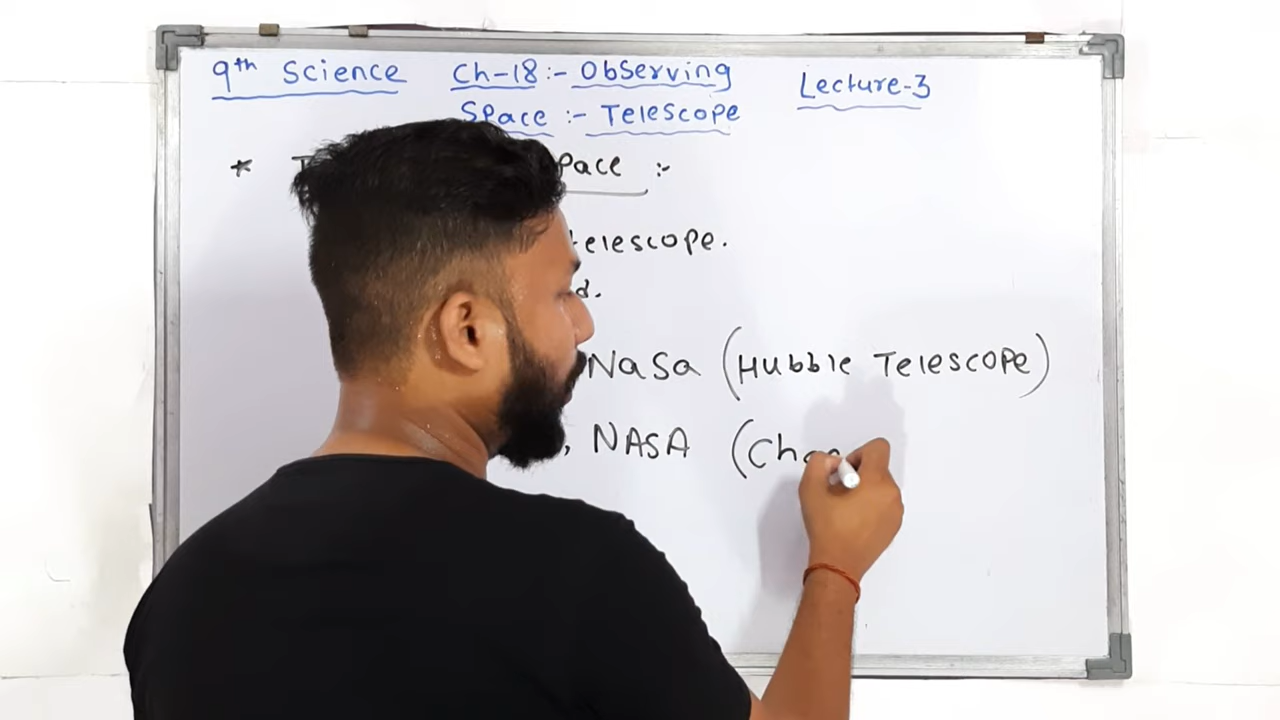 9th Science Ch-18:- Observing Lecture-3
Space :- Telescope
* pace :-
telescope.
d.
NaSa (Hubble Telescope)
, NASA (Cha